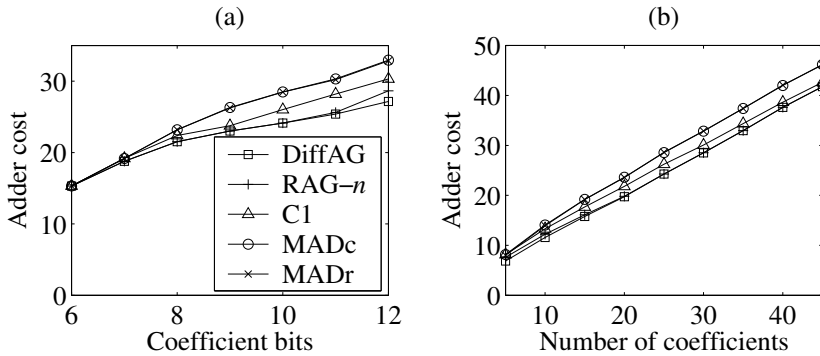 (a)
Adder cost
30
20
10
0
6
8
10
12
Coefficient bits
DiffAG
RAG–n
C1
MADc
MADr
(b)
Adder cost
50
40
30
20
10
0
10
20
30
40
Number of coefficients